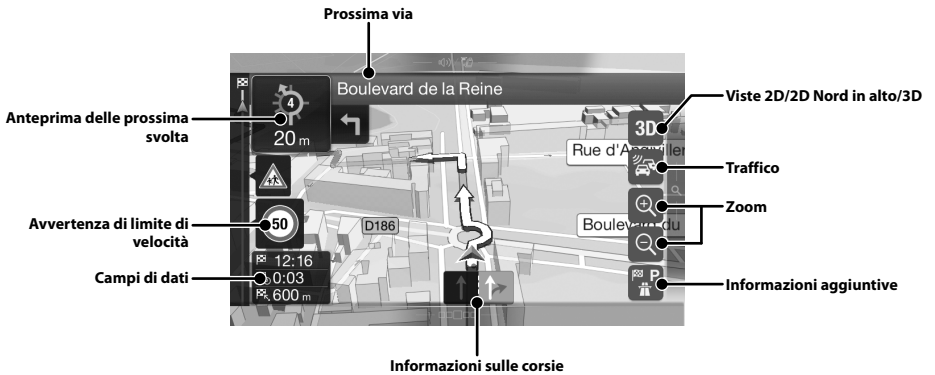 Prossima via
Boulevard de la Reine
4
20 m
Anteprima delle prossima
svolta
3D
Viste 2D/2D Nord in alto/3D
Rue d'Angiviller
Traffico
Avvertenza di limite di
velocità
50
D186
Zoom
Boulevard du
Campi di dati
12:16
0:03
600 m
P
Informazioni aggiuntive
Informazioni sulle corsie